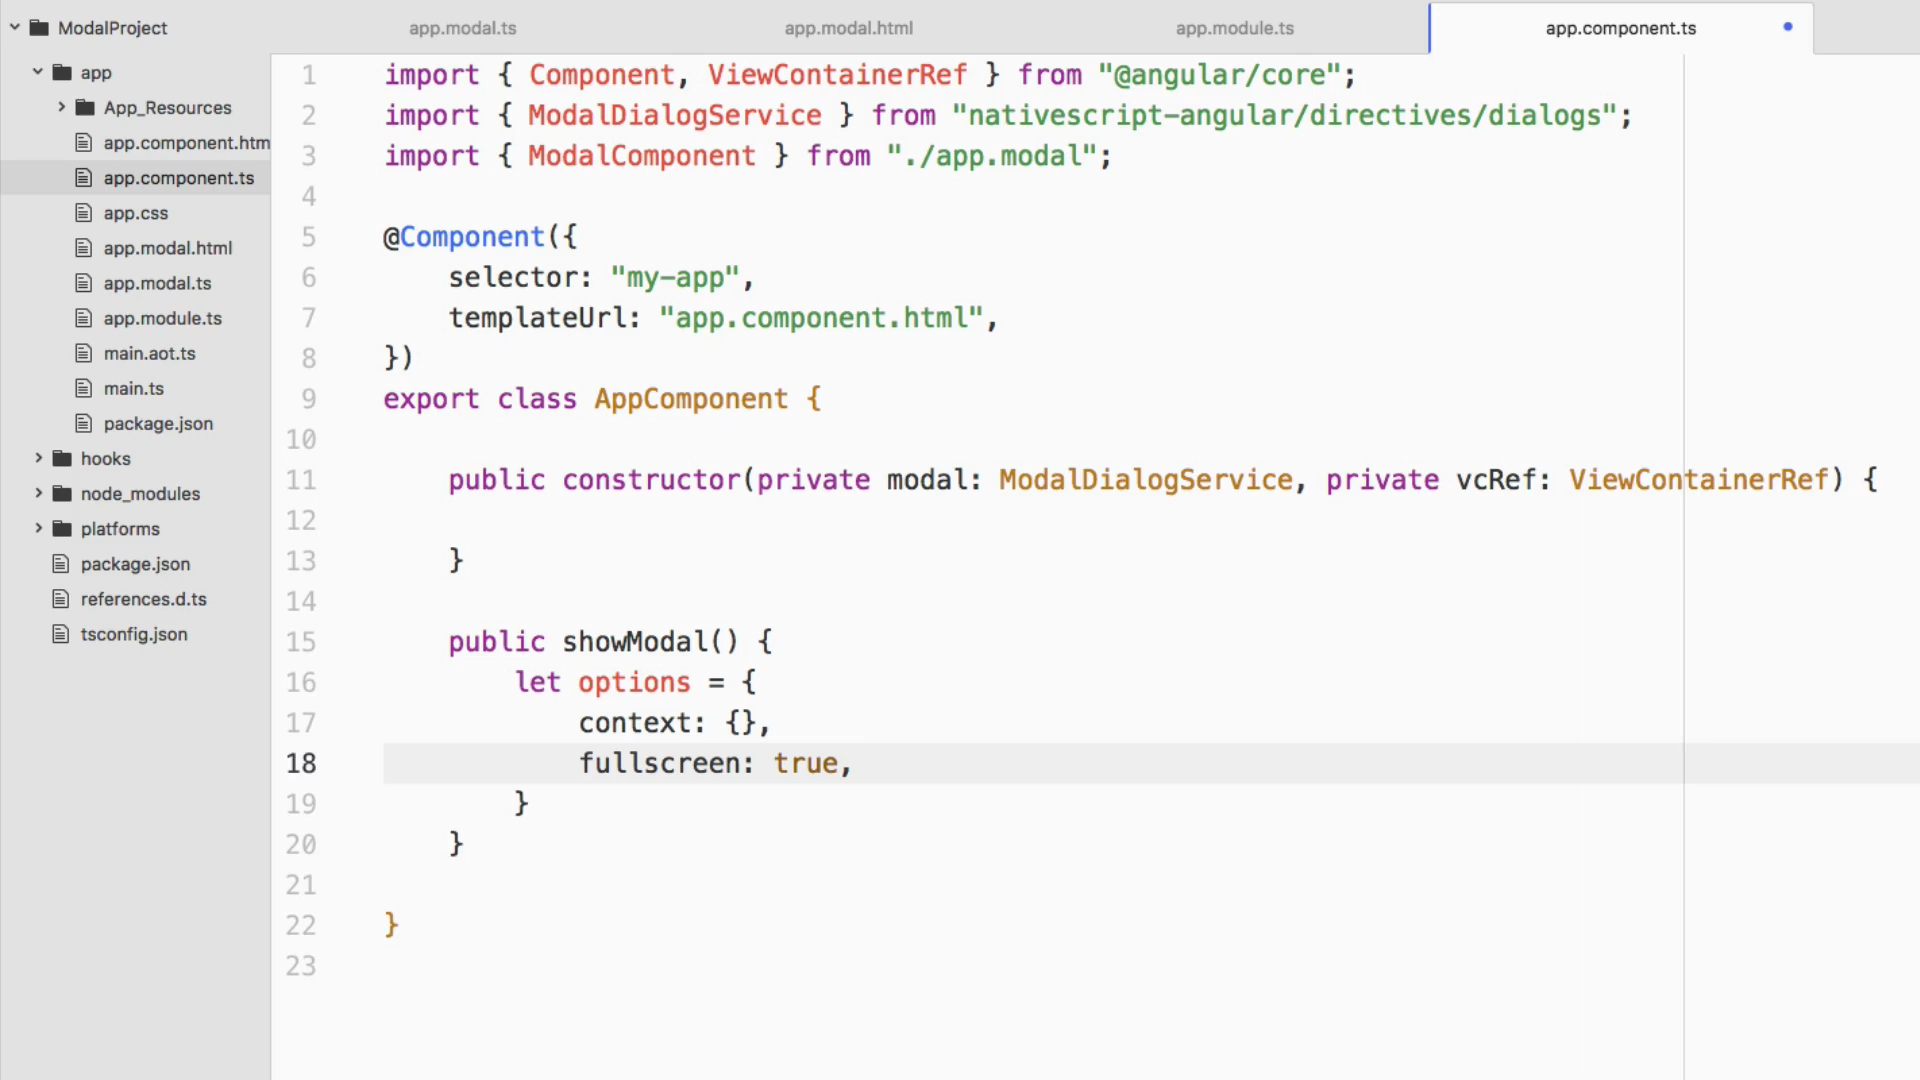 ModalProject
app
App_Resources
app.component.htm
app.component.ts
app.css
app.modal.html
app.modal.ts
app.module.ts
main.aot.ts
main.ts
package.json
hooks
node_modules
platforms
package.json
references.d.ts
tsconfig.json
app.modal.ts app.modal.html app.module.ts app.component.ts
1 import { Component, ViewContainerRef } from "@angular/core";
2 import { ModalDialogService } from "nativescript-angular/directives/dialogs";
3 import { ModalComponent } from "./app.modal";
4
5 @Component({
6 selector: "my-app",
7 templateUrl: "app.component.html",
8 })
9 export class AppComponent {
10
11 public constructor(private modal: ModalDialogService, private vcRef: ViewContainerRef) {
12
13 }
14
15 public showModal() {
16 let options = {
17 context: {},
18 fullscreen: true,
19 }
20 }
21
22 }
23